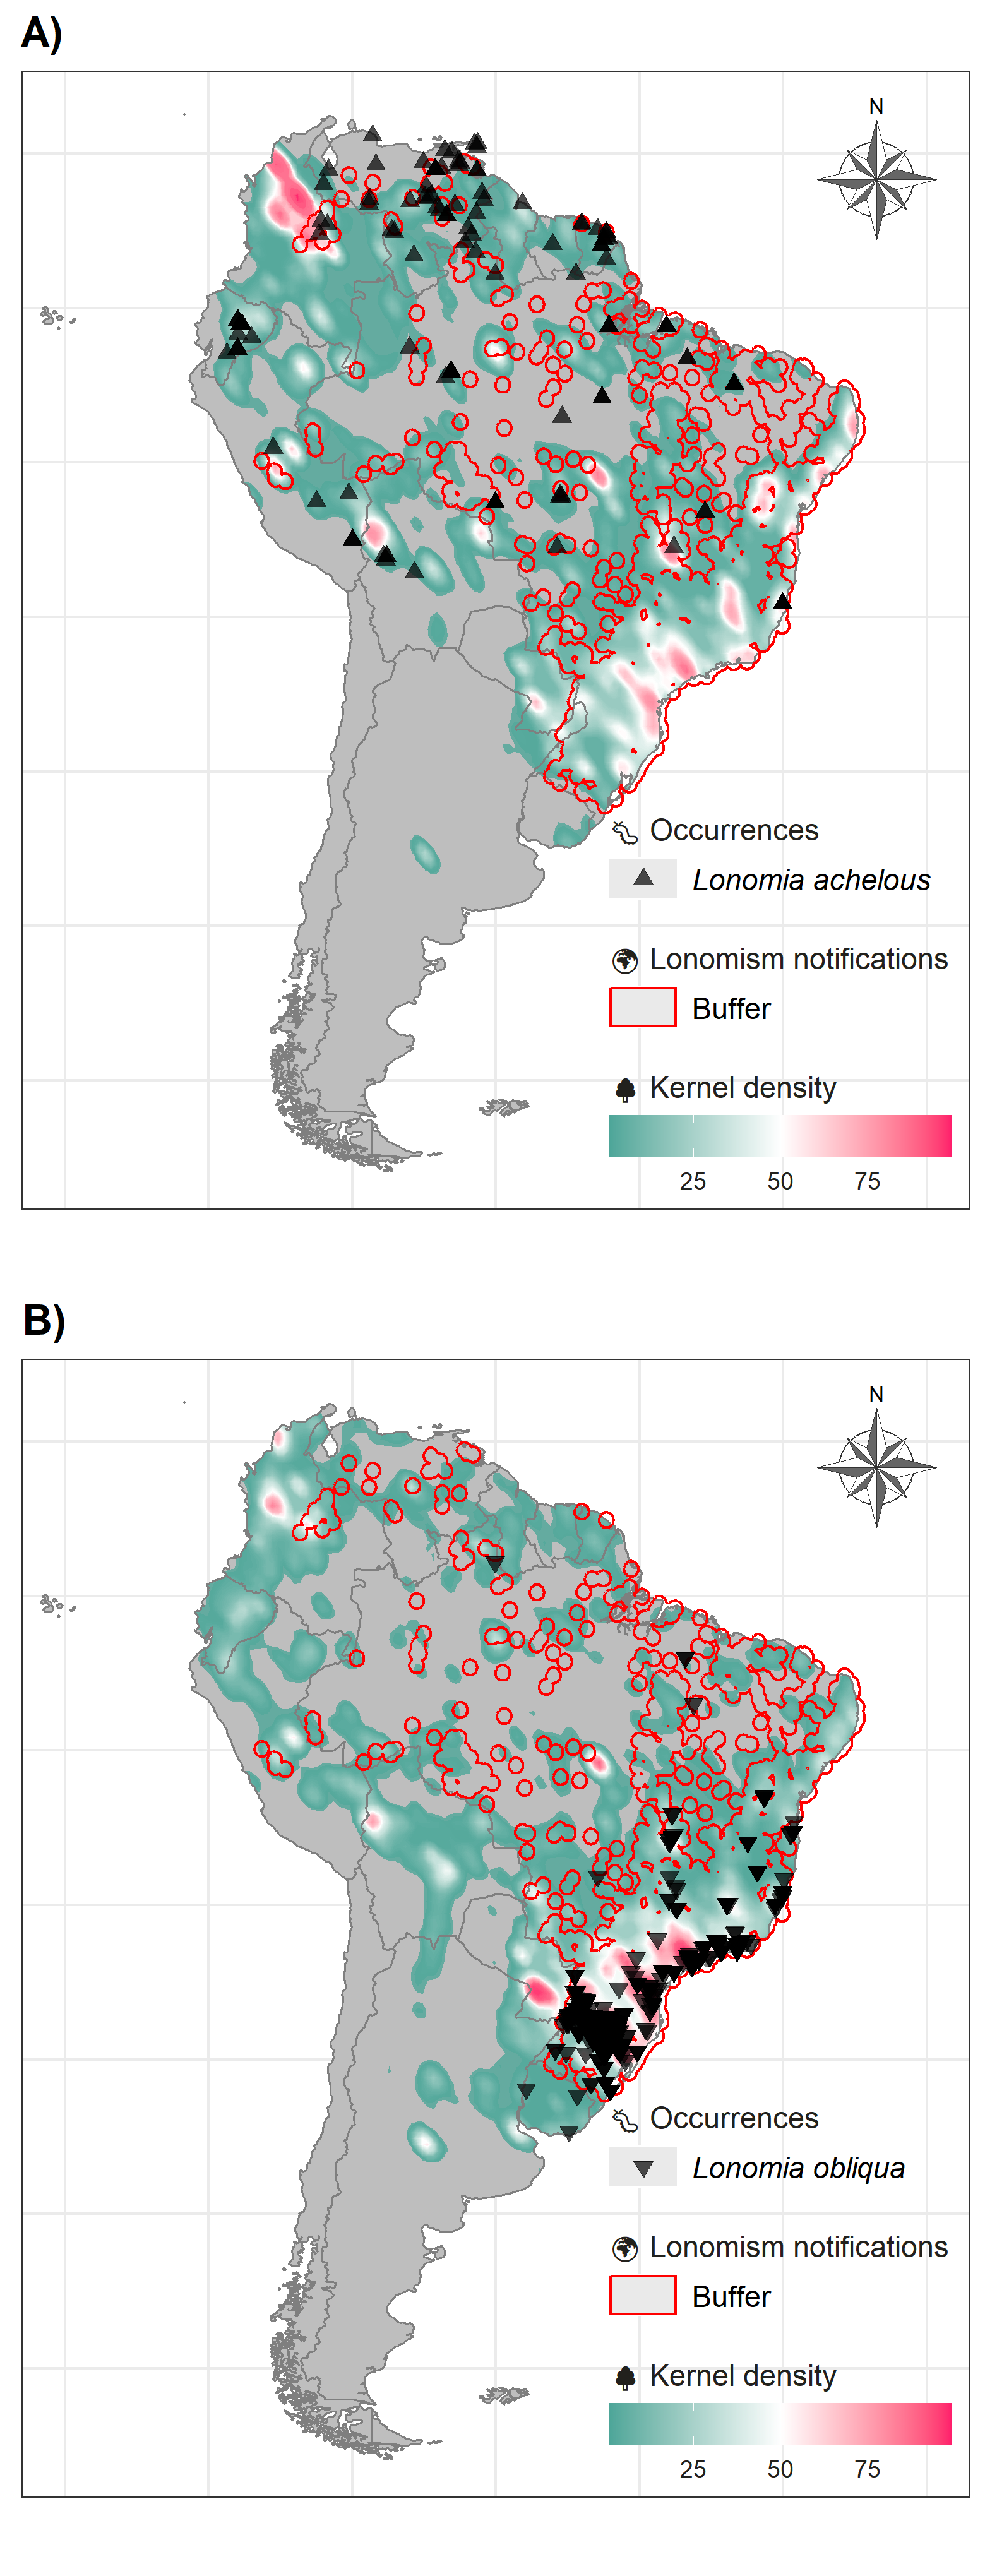 A)
N
Occurrences
Lonomia achelous
Lonomism notifications
Buffer
Kernel density
25 50 75
B)
N
Occurrences
Lonomia obliqua
Lonomism notifications
Buffer
Kernel density
25 50 75